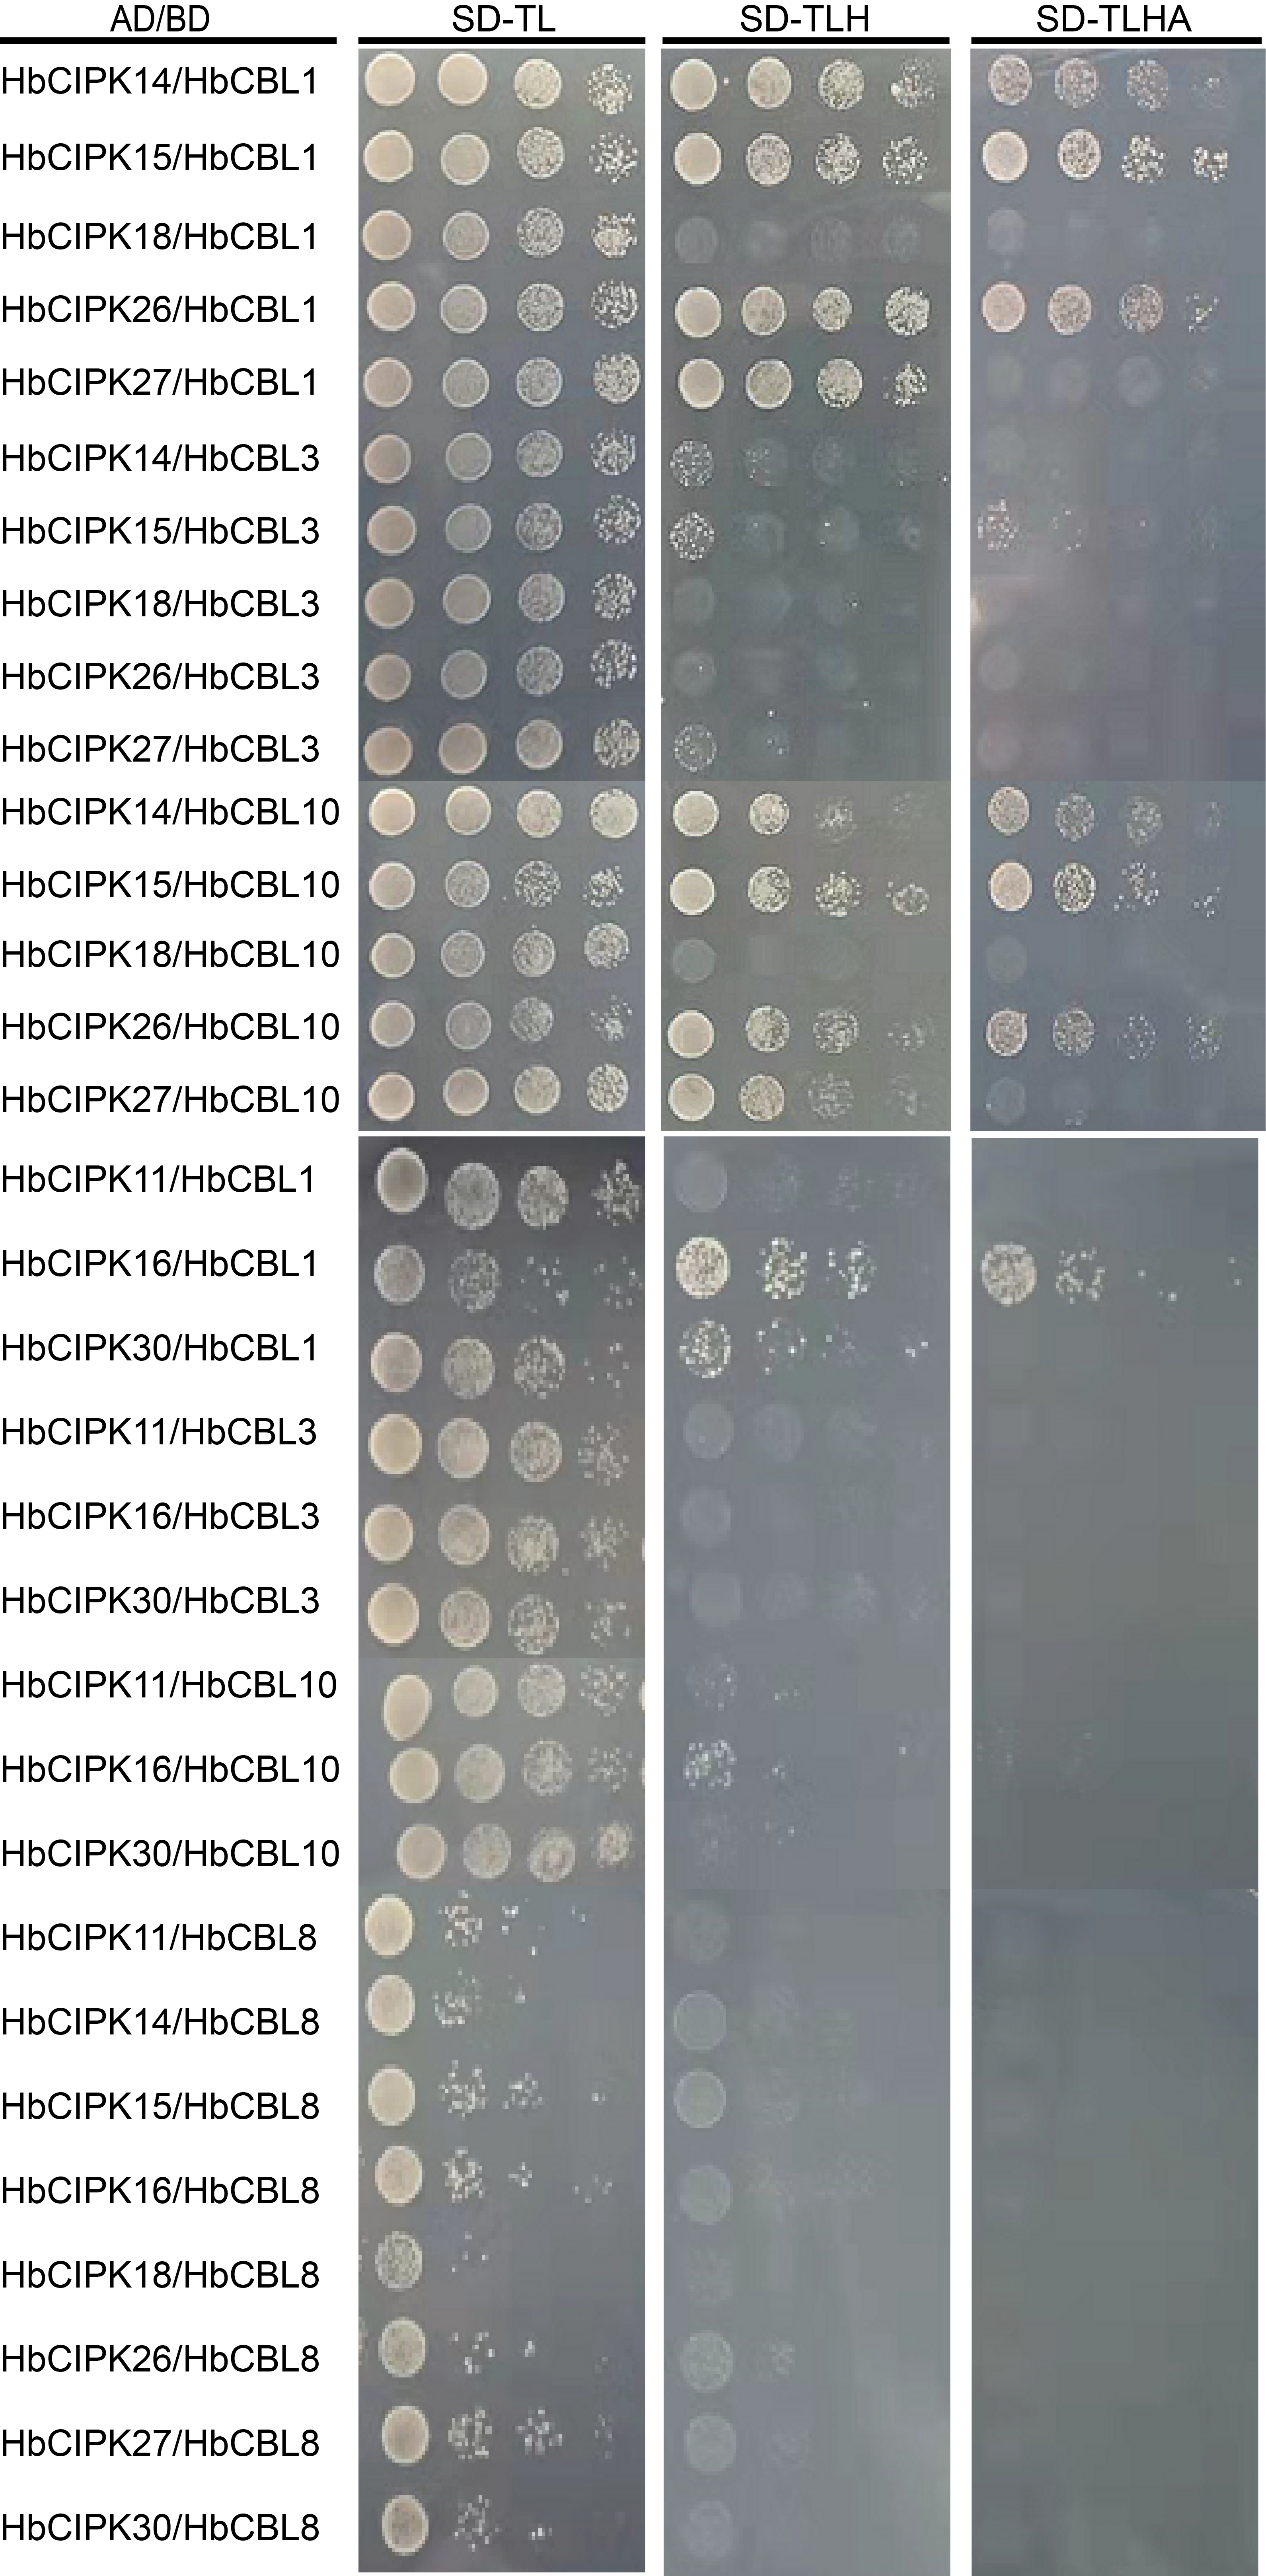 AD/BD SD-TL SD-TLH SD-TLHA
HbCIPK14/HbCBL1
HbCIPK15/HbCBL1
HbCIPK18/HbCBL1
HbCIPK26/HbCBL1
HbCIPK27/HbCBL1
HbCIPK14/HbCBL3
HbCIPK15/HbCBL3
HbCIPK18/HbCBL3
HbCIPK26/HbCBL3
HbCIPK27/HbCBL3
HbCIPK14/HbCBL10
HbCIPK15/HbCBL10
HbCIPK18/HbCBL10
HbCIPK26/HbCBL10
HbCIPK27/HbCBL10
HbCIPK11/HbCBL1
HbCIPK16/HbCBL1
HbCIPK30/HbCBL1
HbCIPK11/HbCBL3
HbCIPK16/HbCBL3
HbCIPK30/HbCBL3
HbCIPK11/HbCBL10
HbCIPK16/HbCBL10
HbCIPK30/HbCBL10
HbCIPK11/HbCBL8
HbCIPK14/HbCBL8
HbCIPK15/HbCBL8
HbCIPK16/HbCBL8
HbCIPK18/HbCBL8
HbCIPK26/HbCBL8
HbCIPK27/HbCBL8
HbCIPK30/HbCBL8